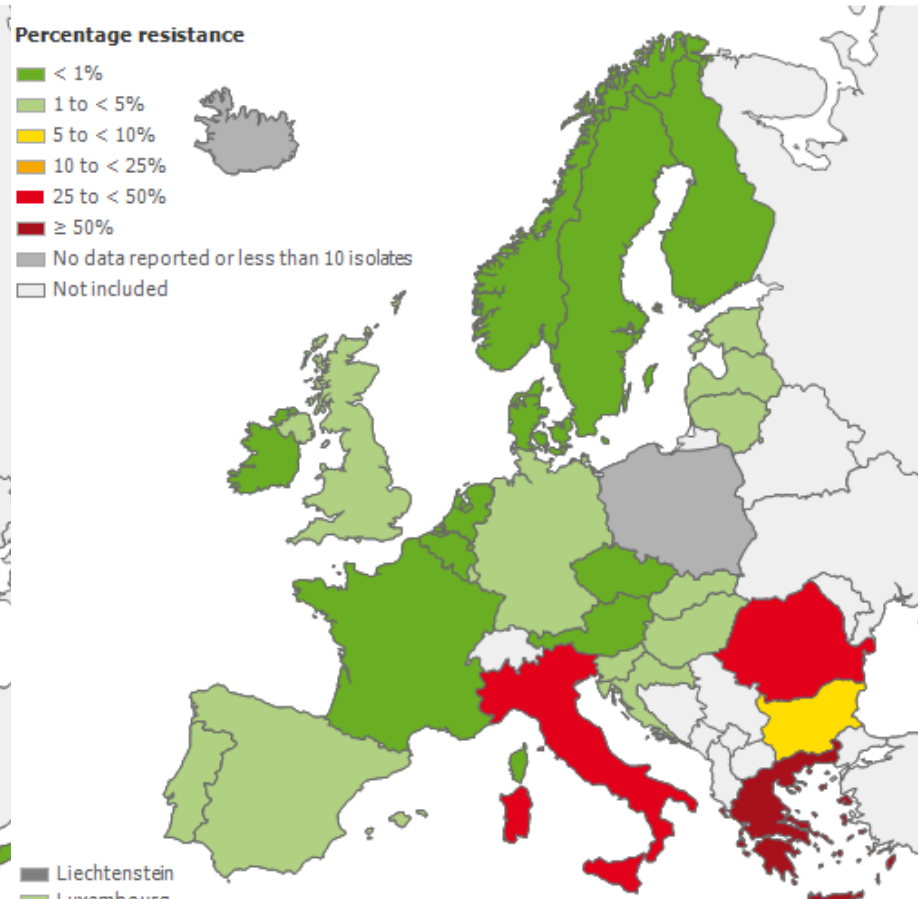 Percentage resistance
< 1%
1 to < 5%
5 to < 10%
10 to < 25%
25 to < 50%
≥ 50%
No data reported or less than 10 isolates
Not included
Liechtenstein
Luxembourg